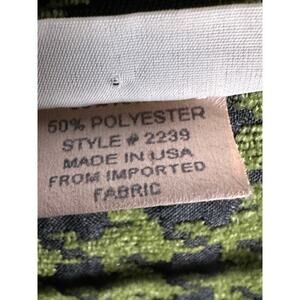 50% POLYESTER
STYLE # 2239
MADE IN USA
FROM IMPORTED
FABRIC